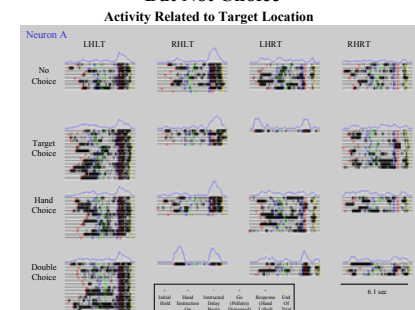 But Not Choice
Activity Related to Target Location
Neuron A
LHLT RHLT LHRT RHRT
No
Choice
Target
Choice
Hand
Choice
Double
Choice
6.1 sec
Initial Hand Instructed Go Response End
Hold Instruction Delay (Pellet(s) (Hand Of
On Begin Lifted) Trial